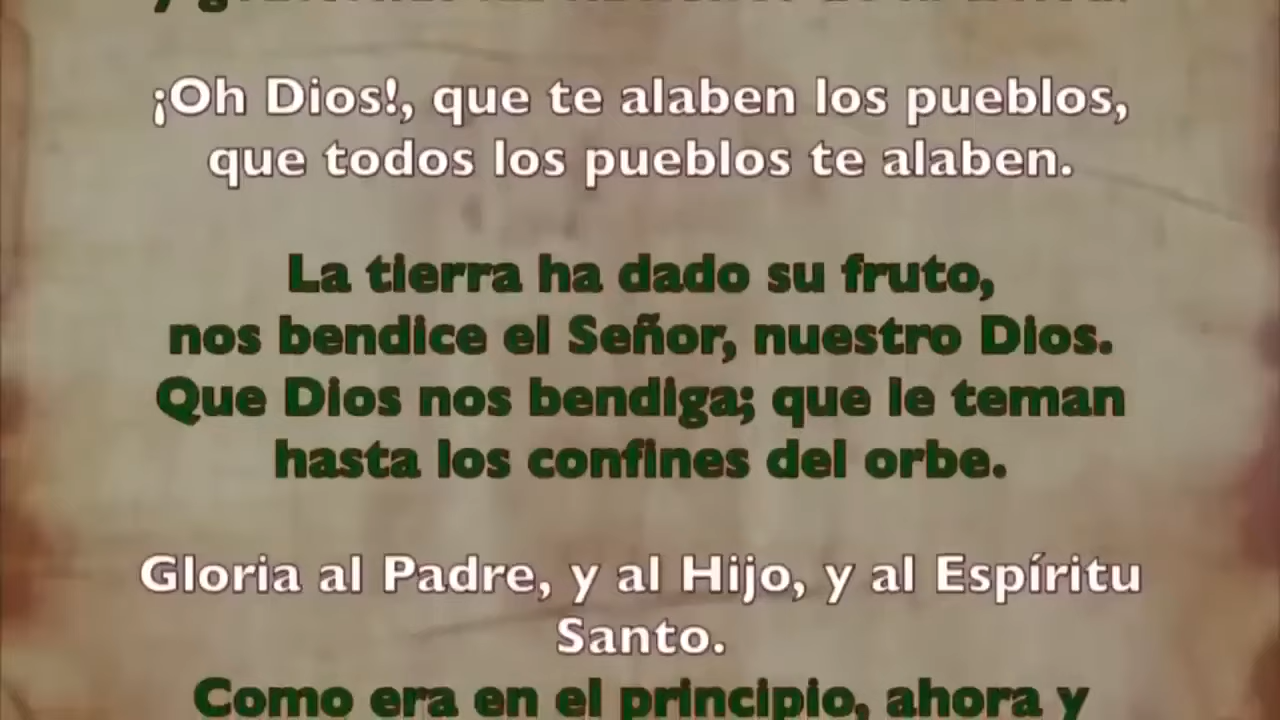 ¡Oh Dios!, que te alaben los pueblos,
que todos los pueblos te alaben.
La tierra ha dado su fruto,
nos bendice el Señor, nuestro Dios.
Que Dios nos bendiga; que le teman
hasta los confines del orbe.
Gloria al Padre, y al Hijo, y al Espíritu
Santo.
Como era en el principio, ahora y